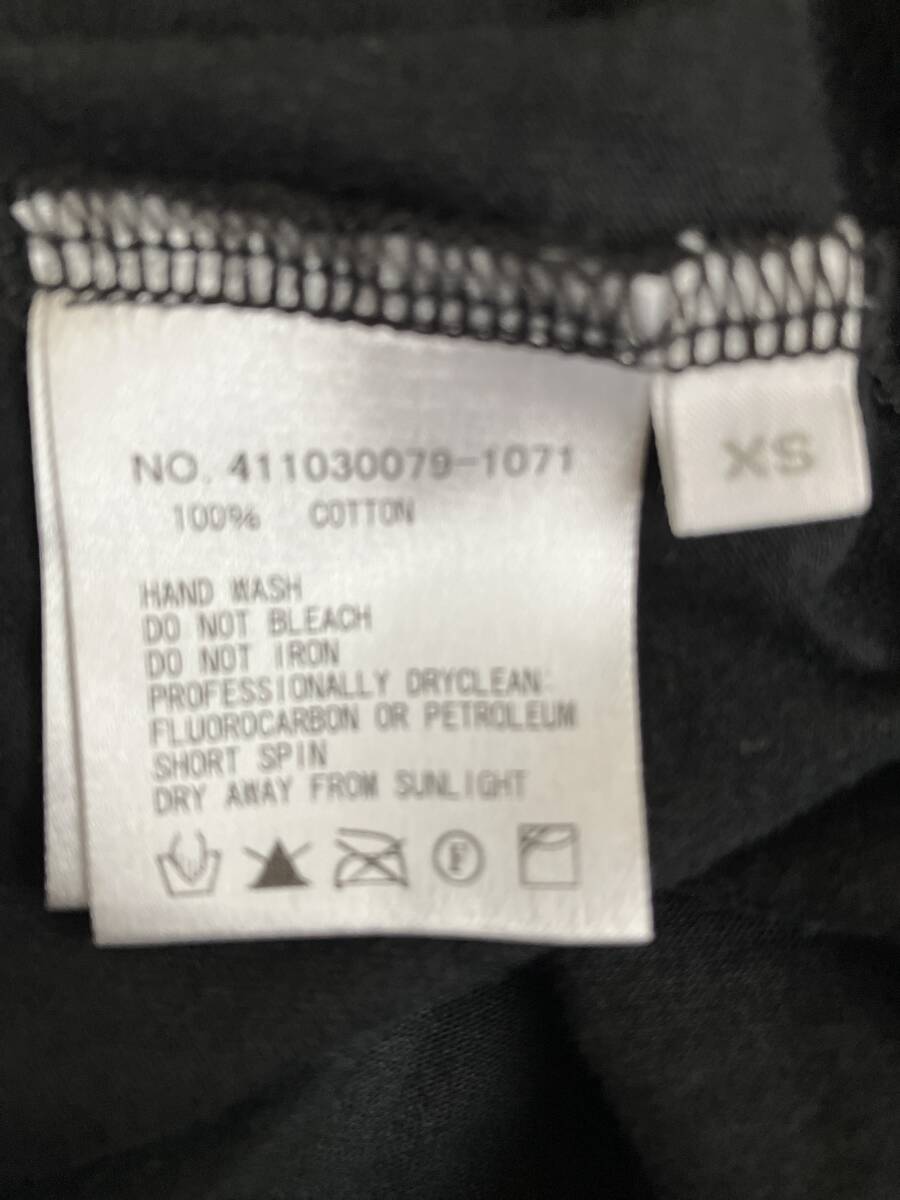 NO. 411030079-1071
100% COTTON
HAND WASH
DO NOT BLEACH
DO NOT IRON
PROFESSIONALLY DRYCLEAN:
FLUOROCARBON OR PETROLEUM
SHORT SPIN
DRY AWAY FROM SUNLIGHT
F
XS